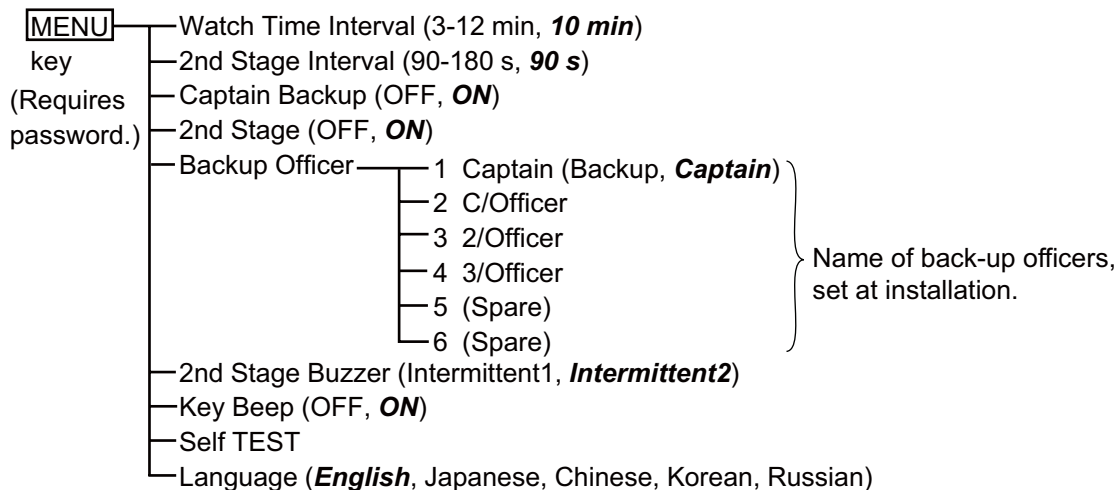 MENU
key
(Requires
password.)
Watch Time Interval (3-12 min, 10 min)
2nd Stage Interval (90-180 s, 90 s)
Captain Backup (OFF, ON)
2nd Stage (OFF, ON)
Backup Officer
1 Captain (Backup, Captain)
2 C/Officer
3 2/Officer
4 3/Officer
5 (Spare)
6 (Spare)
Name of back-up officers,
set at installation.
2nd Stage Buzzer (Intermittent1, Intermittent2)
Key Beep (OFF, ON)
Self TEST
Language (English, Japanese, Chinese, Korean, Russian)